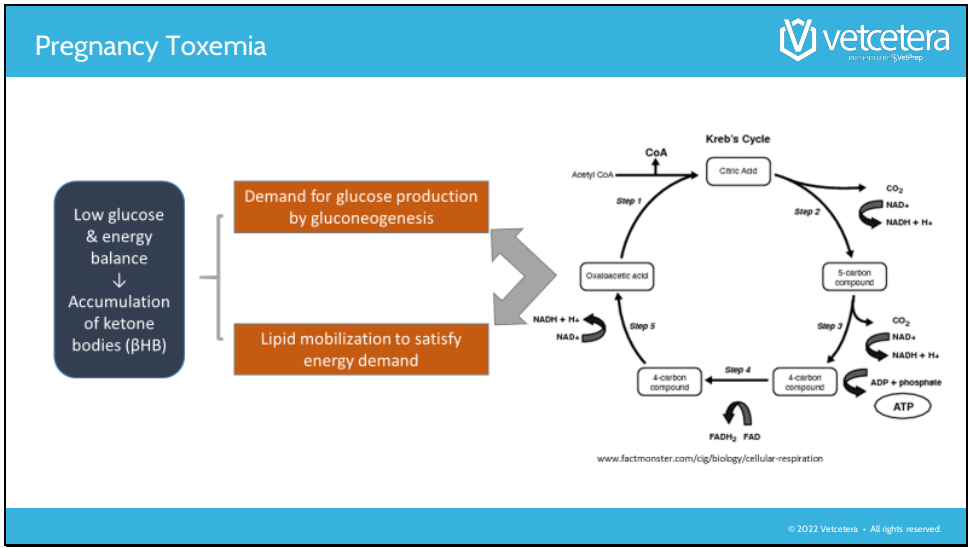 Pregnancy Toxemia
vetcetera
PRESENTED BY VetPrep
Low glucose
& energy
balance
↓
Accumulation
of ketone
bodies (βHB)
Demand for glucose production
by gluconeogenesis
Lipid mobilization to satisfy
energy demand
Kreb's Cycle
CoA
Acetyl CoA
Citric Acid
Step 1
Step 2
CO2
NAD+
NADH + H+
Oxaloacetic acid
5-carbon
compound
NADH + H+
NAD+
Step 5
Step 3
CO2
NAD+
NADH + H+
4-carbon
compound
Step 4
4-carbon
compound
ADP + phosphate
ATP
FADH2 FAD
www.factmonster.com/cig/biology/cellular-respiration
© 2022 Vetcetera • All rights reserved.